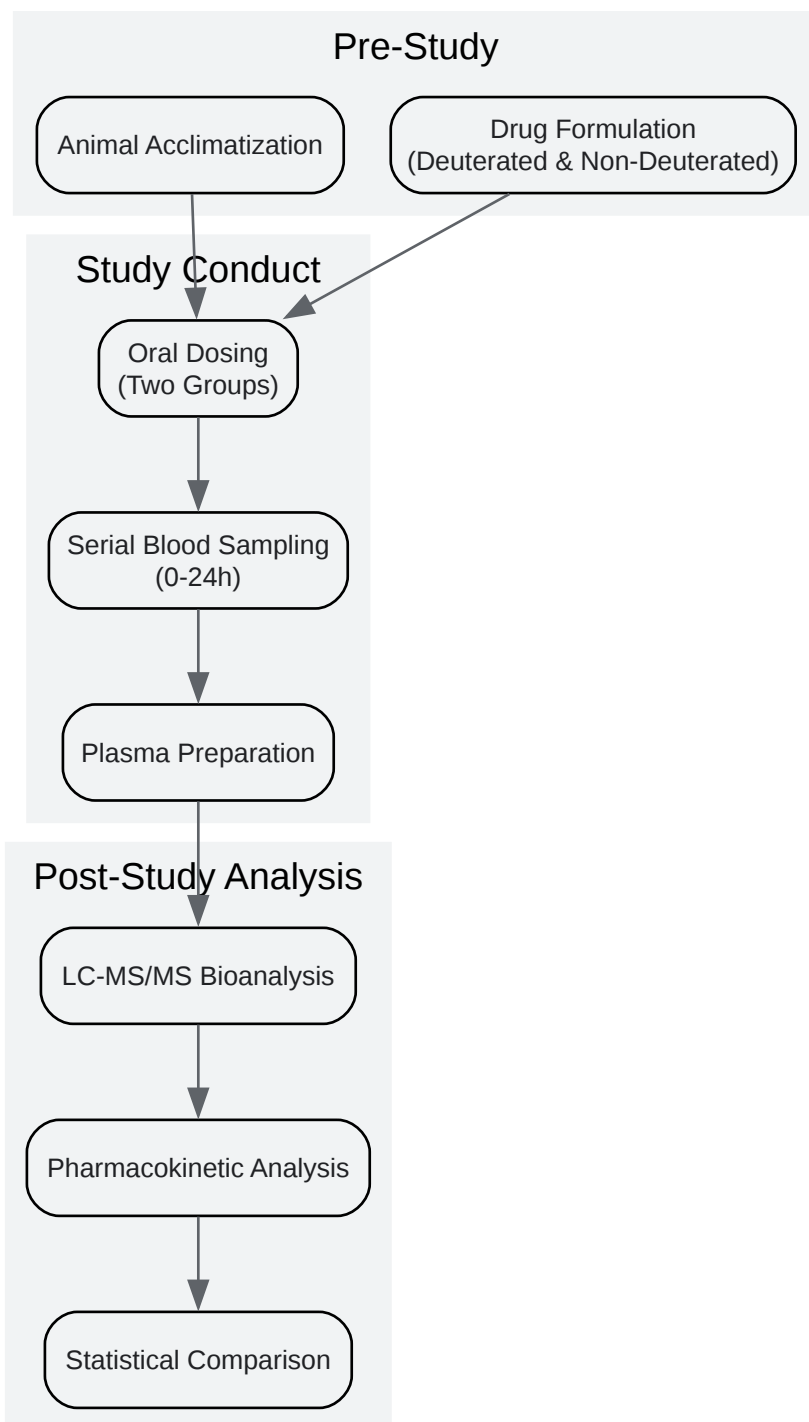 Pre-Study
Animal Acclimatization
Drug Formulation
(Deuterated & Non-Deuterated)
Study Conduct
Oral Dosing
(Two Groups)
Serial Blood Sampling
(0-24h)
Plasma Preparation
Post-Study Analysis
LC-MS/MS Bioanalysis
Pharmacokinetic Analysis
Statistical Comparison